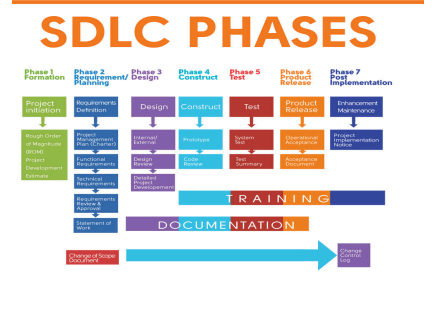 SDLC PHASES
Phase 1
Formation
Phase 2
Requirement/
Planning
Phase 3
Design
Phase 4
Construct
Phase 5
Test
Phase 6
Product
Release
Phase 7
Post
Implementation
Project
initiation
Requirements
Definition
Design
Construct
Test
Production
Release
Enhancement
Maintenance
Rough Order
of Magnitude
(ROM)
Project
Development
Estimate
Project
Management
Plan (Charter)
Internal/
External
Prototype
System
Test
Operational
Acceptance
Project
Implementation
Notice
Functional
Requirements
Design
Review
Code
Review
Test
Summary
Acceptance
Document
Technical
Requirements
Detailed
Project
Developement
Requirements
Review &
Approval
TRAINING
Statement of
Work
DOCUMENTATION
Change of Scope
Document
Change
Control
Log